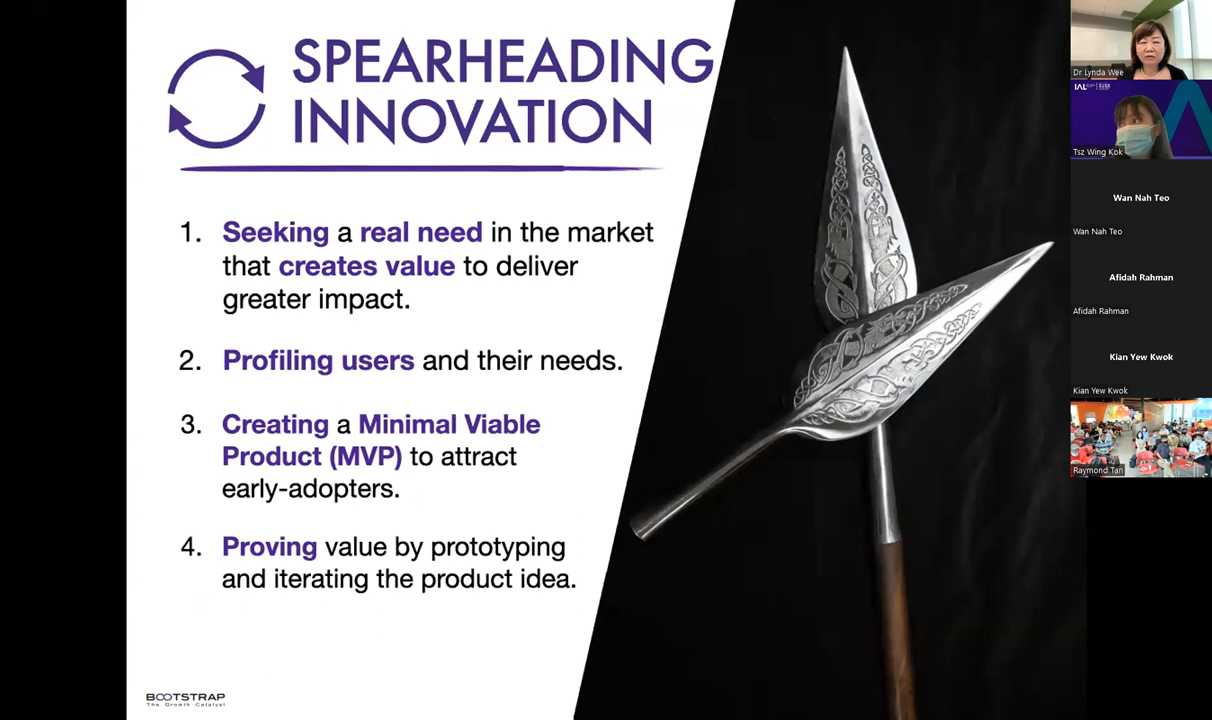 SPEARHEADING
INNOVATION
1. Seeking a real need in the market
that creates value to deliver
greater impact.
2. Profiling users and their needs.
3. Creating a Minimal Viable
Product (MVP) to attract
early-adopters.
4. Proving value by prototyping
and iterating the product idea.
BOOTSTRAP
The Growth Catalyst
Dr Lynda Wee
IAL
Tsz Wing Kok
Wan Nah Teo
Wan Nah Teo
Afidah Rahman
Afidah Rahman
Kian Yew Kwok
Kian Yew Kwok
Raymond Tan